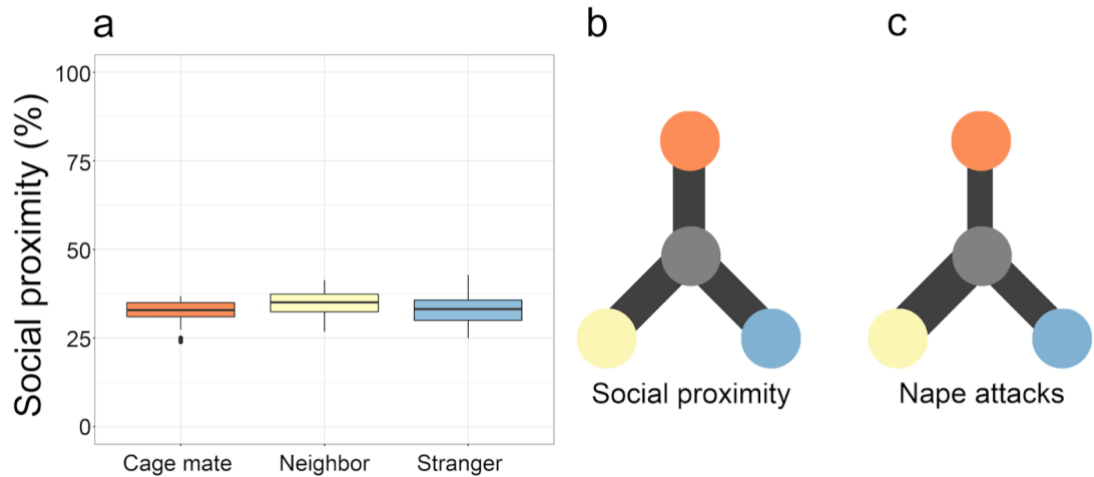 a
b
c
Social proximity (%)
100
75
50
25
0
Cage mate
Neighbor
Stranger
Social proximity
Nape attacks